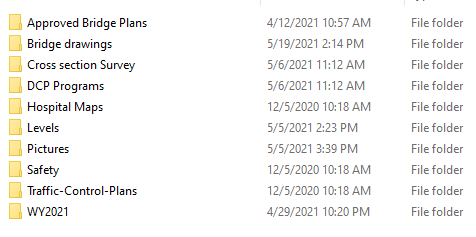 Approved Bridge Plans 4/12/2021 10:57 AM File folder
Bridge drawings 5/19/2021 2:14 PM File folder
Cross section Survey 5/6/2021 11:12 AM File folder
DCP Programs 5/6/2021 11:12 AM File folder
Hospital Maps 12/5/2020 10:18 AM File folder
Levels 5/5/2021 2:23 PM File folder
Pictures 5/5/2021 3:39 PM File folder
Safety 12/5/2020 10:18 AM File folder
Traffic-Control-Plans 12/5/2020 10:18 AM File folder
WY2021 4/29/2021 10:20 PM File folder